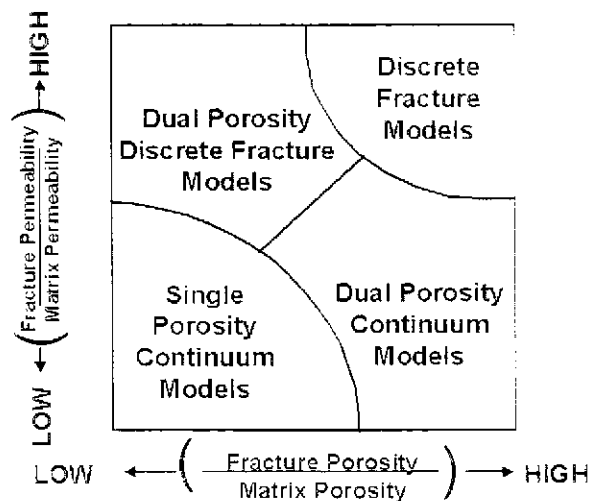 HIGH
(Fracture Permeability
Matrix Permeability)
LOW
Discrete
Fracture
Models
Dual Porosity
Discrete Fracture
Models
Single
Porosity
Continuum
Models
Dual Porosity
Continuum
Models
LOW
(Fracture Porosity
Matrix Porosity)
HIGH